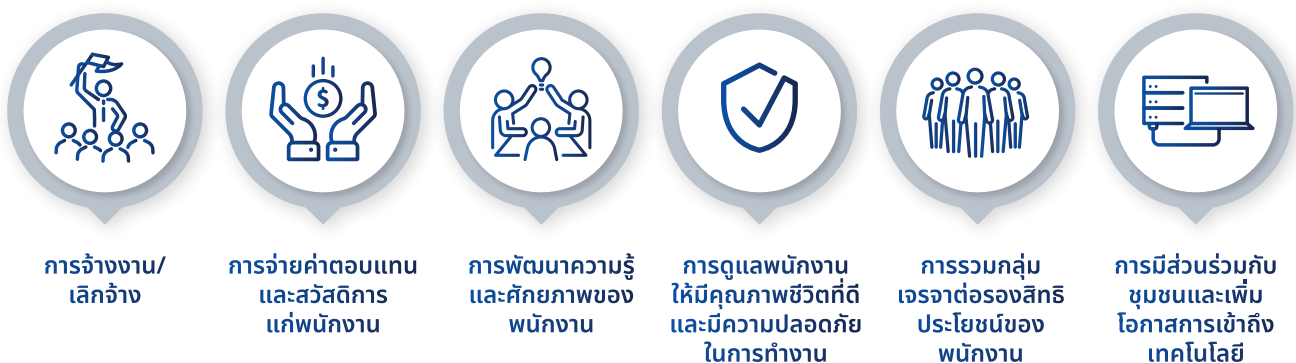 การจ้างงาน/
เลิกจ้าง
การจ่ายค่าตอบแทน
และสวัสดิการ
แก่พนักงาน
การพัฒนาความรู้
และศักยภาพของ
พนักงาน
การดูแลพนักงาน
ให้มีคุณภาพชีวิตที่ดี
และมีความปลอดภัย
ในการทำงาน
การรวมกลุ่ม
เจรจาต่อรองสิทธิ
ประโยชน์ของ
พนักงาน
การมีส่วนร่วมกับ
ชุมชนและเพิ่ม
โอกาสการเข้าถึง
เทคโนโลยี